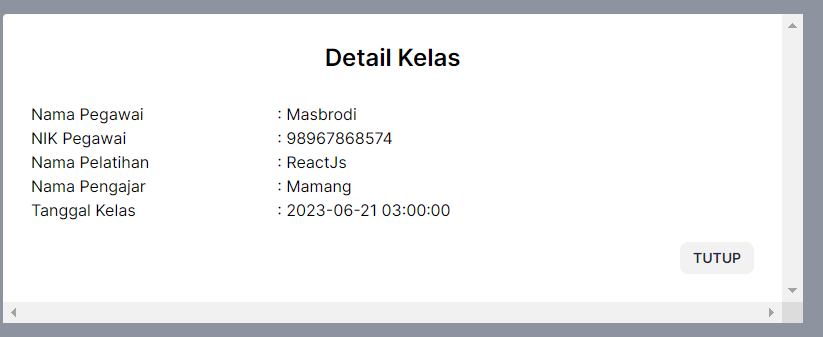 Detail Kelas
Nama Pegawai : Masbrodi
NIK Pegawai : 98967868574
Nama Pelatihan : ReactJs
Nama Pengajar : Mamang
Tanggal Kelas : 2023-06-21 03:00:00
TUTUP